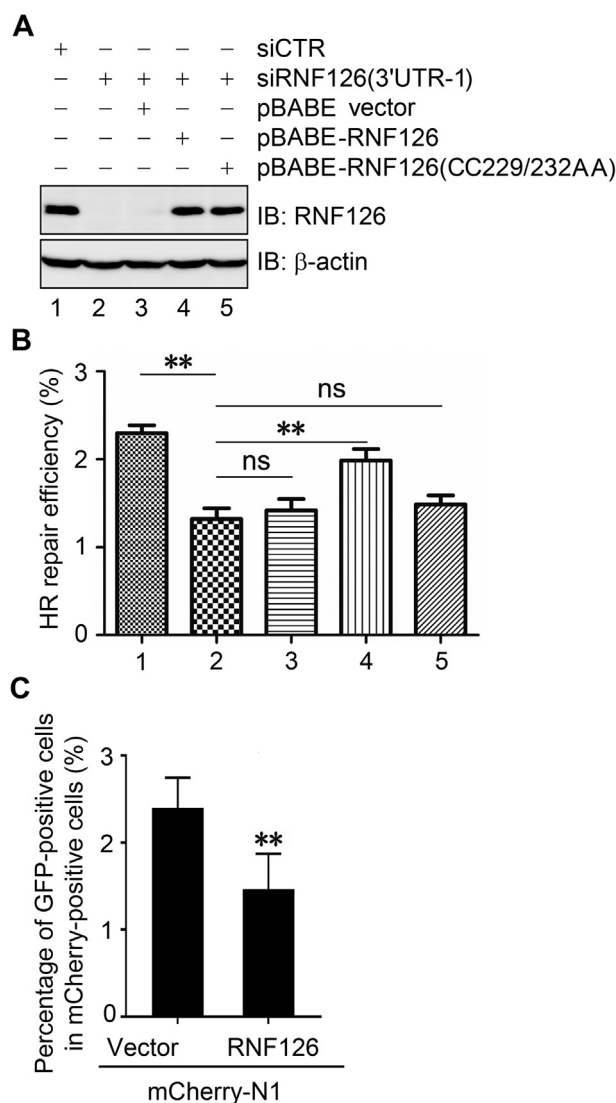 A
+ – – – – siCTR
– + + + + siRNF126(3'UTR-1)
– – + – – pBABE vector
– – – + – pBABE-RNF126
– – – – + pBABE-RNF126(CC229/232AA)
IB: RNF126
IB: β-actin
1 2 3 4 5
B
HR repair efficiency (%)
3
2
1
0
**
ns
**
ns
1 2 3 4 5
C
Percentage of GFP-positive cells
in mCherry-positive cells (%)
3
2
1
0
**
Vector RNF126
mCherry-N1